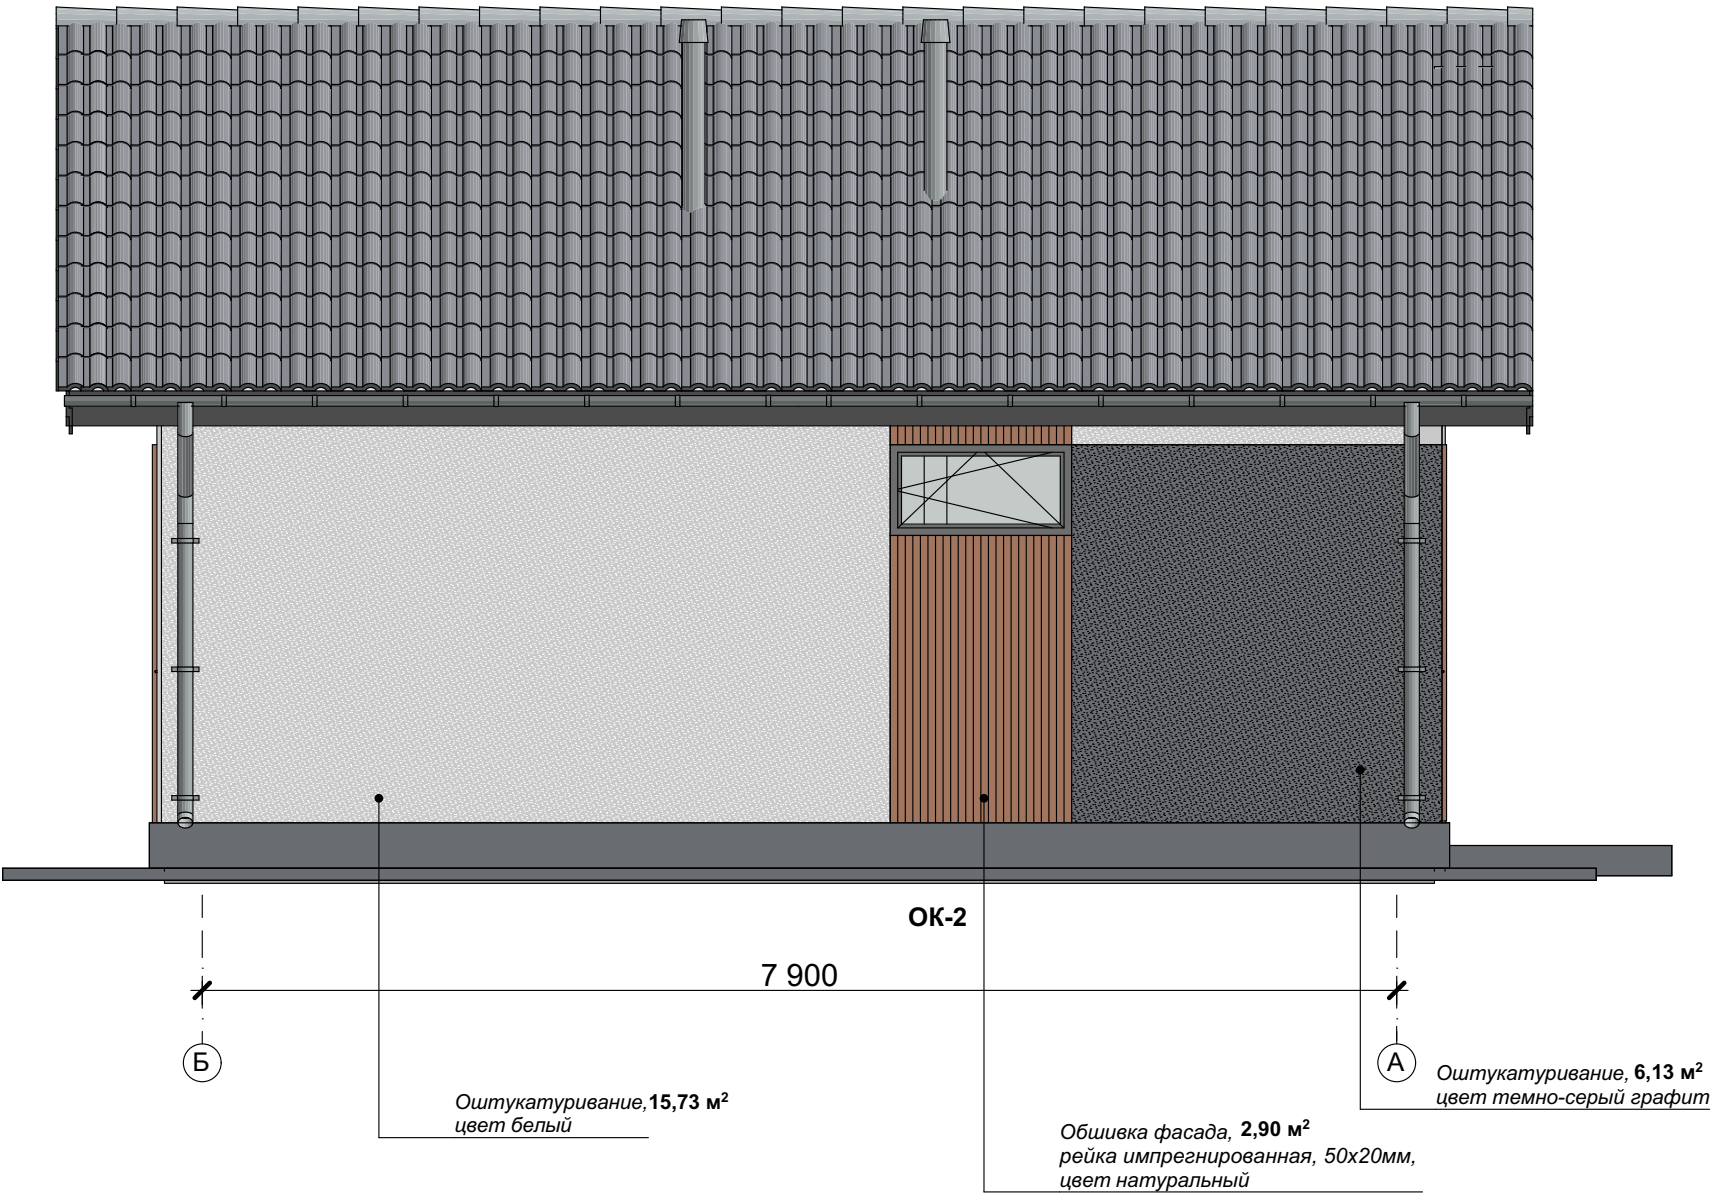 ОК-2
7 900
Б
А
Оштукатуривание, 15,73 м²
цвет белый
Обшивка фасада, 2,90 м²
рейка импрегнированная, 50х20мм,
цвет натуральный
Оштукатуривание, 6,13 м²
цвет темно-серый графит